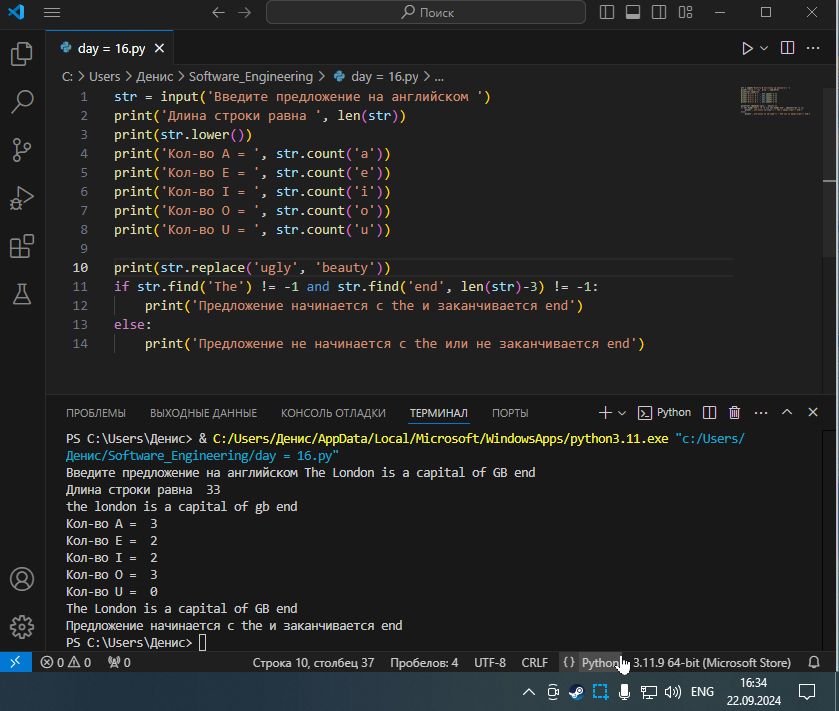 Поиск
day = 16.py
C: > Users > Денис > Software_Engineering > day = 16.py > ...
1 str = input('Введите предложение на английском ')
2 print('Длина строки равна ', len(str))
3 print(str.lower())
4 print('Кол-во A = ', str.count('a'))
5 print('Кол-во E = ', str.count('e'))
6 print('Кол-во I = ', str.count('i'))
7 print('Кол-во O = ', str.count('o'))
8 print('Кол-во U = ', str.count('u'))
9
10 print(str.replace('ugly', 'beauty'))
11 if str.find('The') != -1 and str.find('end', len(str)-3) != -1:
12 print('Предложение начинается с the и заканчивается end')
13 else:
14 print('Предложение не начинается с the или не заканчивается end')
ПРОБЛЕМЫ ВЫХОДНЫЕ ДАННЫЕ КОНСОЛЬ ОТЛАДКИ ТЕРМИНАЛ ПОРТЫ Python
PS C:\Users\Денис> & C:/Users/Денис/AppData/Local/Microsoft/WindowsApps/python3.11.exe "c:/Users/
Денис/Software_Engineering/day = 16.py"
Введите предложение на английском The London is a capital of GB end
Длина строки равна  33
the london is a capital of gb end
Кол-во A =  3
Кол-во E =  2
Кол-во I =  2
Кол-во O =  3
Кол-во U =  0
The London is a capital of GB end
Предложение начинается с the и заканчивается end
PS C:\Users\Денис>
0 0 0 Строка 10, столбец 37 Пробелов: 4 UTF-8 CRLF {} Python 3.11.9 64-bit (Microsoft Store)
ENG 16:34
22.09.2024